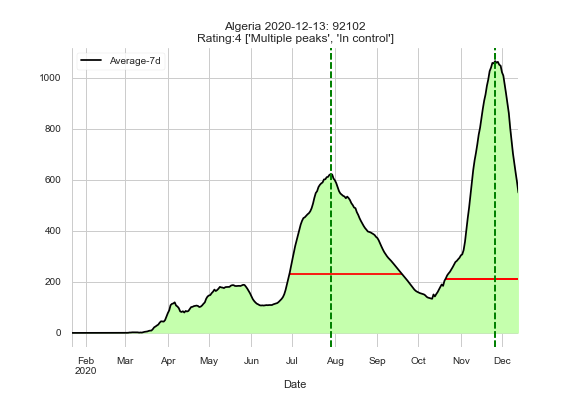 Algeria 2020-12-13: 92102
Rating:4 ['Multiple peaks', 'In control']
Average-7d
1000
800
600
400
200
0
Feb Mar Apr May Jun Jul Aug Sep Oct Nov Dec
2020
Date